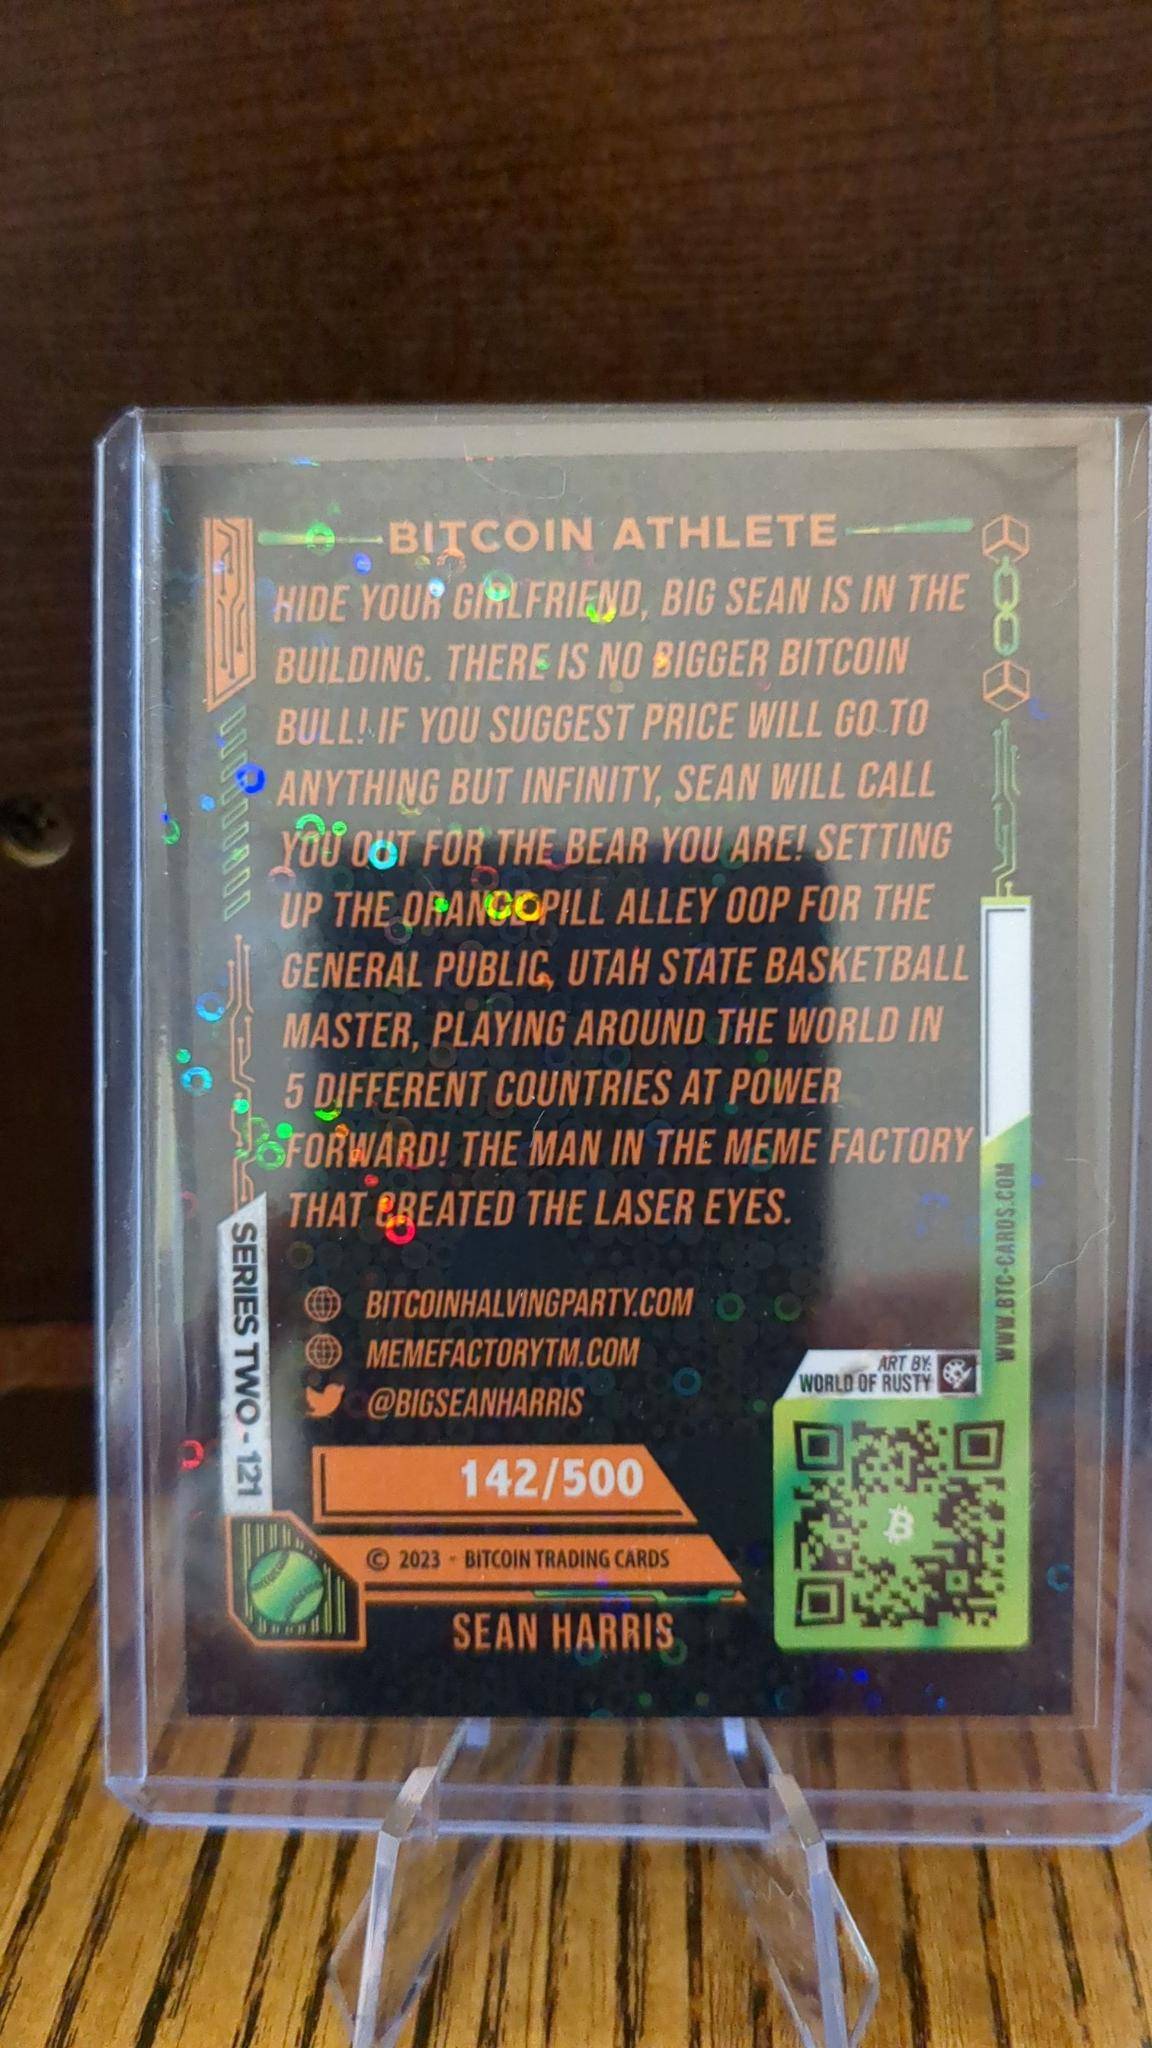 BITCOIN ATHLETE
HIDE YOUR GIRLFRIEND, BIG SEAN IS IN THE
BUILDING. THERE IS NO BIGGER BITCOIN
BULL! IF YOU SUGGEST PRICE WILL GO TO
ANYTHING BUT INFINITY, SEAN WILL CALL
YOU OUT FOR THE BEAR YOU ARE! SETTING
UP THE ORANGE PILL ALLEY OOP FOR THE
GENERAL PUBLIC, UTAH STATE BASKETBALL
MASTER, PLAYING AROUND THE WORLD IN
5 DIFFERENT COUNTRIES AT POWER
FORWARD! THE MAN IN THE MEME FACTORY
THAT CREATED THE LASER EYES.
BITCOINHALVINGPARTY.COM
MEMEFACTORYTM.COM
@BIGSEANHARRIS
SERIES TWO - 121
WWW.BTC-CARDS.COM
ART BY:
WORLD OF RUSTY
142/500
© 2023 - BITCOIN TRADING CARDS
SEAN HARRIS